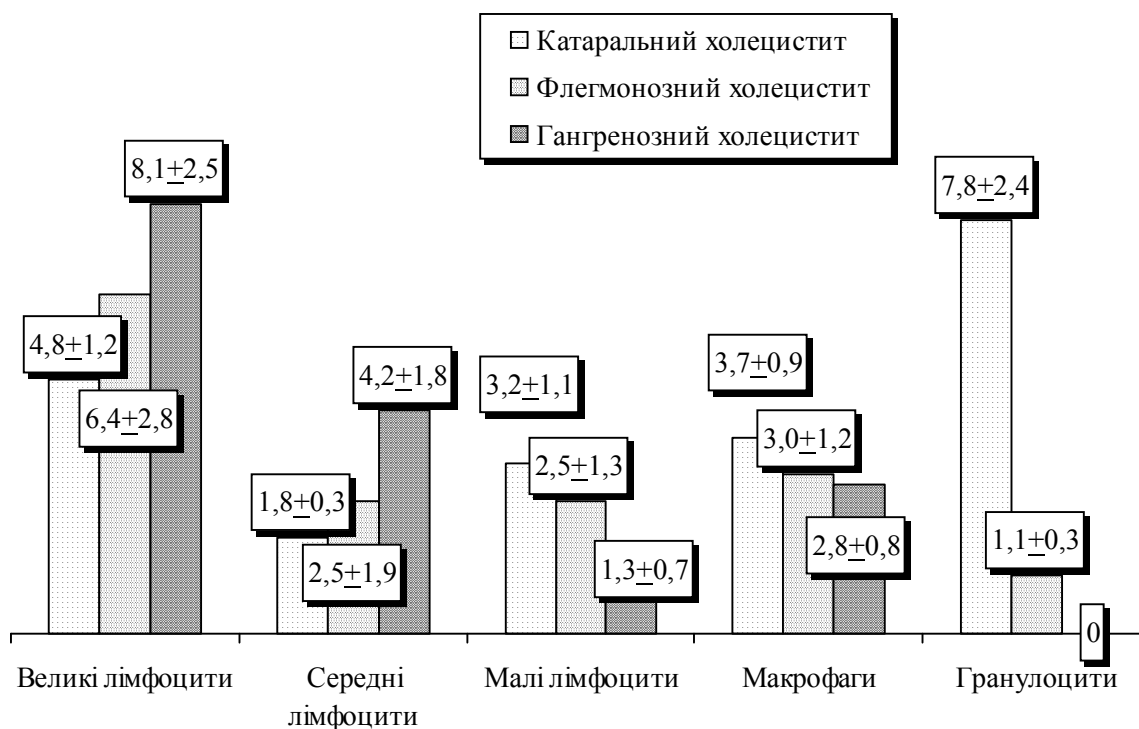 Катаральний холецистит
Флегмонозний холецистит
Гангренозний холецистит
8,1±2,5
7,8±2,4
4,8±1,2
6,4±2,8
4,2±1,8
3,2±1,1
3,7±0,9
1,8±0,3
2,5±1,9
2,5±1,3
1,3±0,7
3,0±1,2
2,8±0,8
1,1±0,3
0
Великі лімфоцити
Середні
лімфоцити
Малі лімфоцити
Макрофаги
Гранулоцити